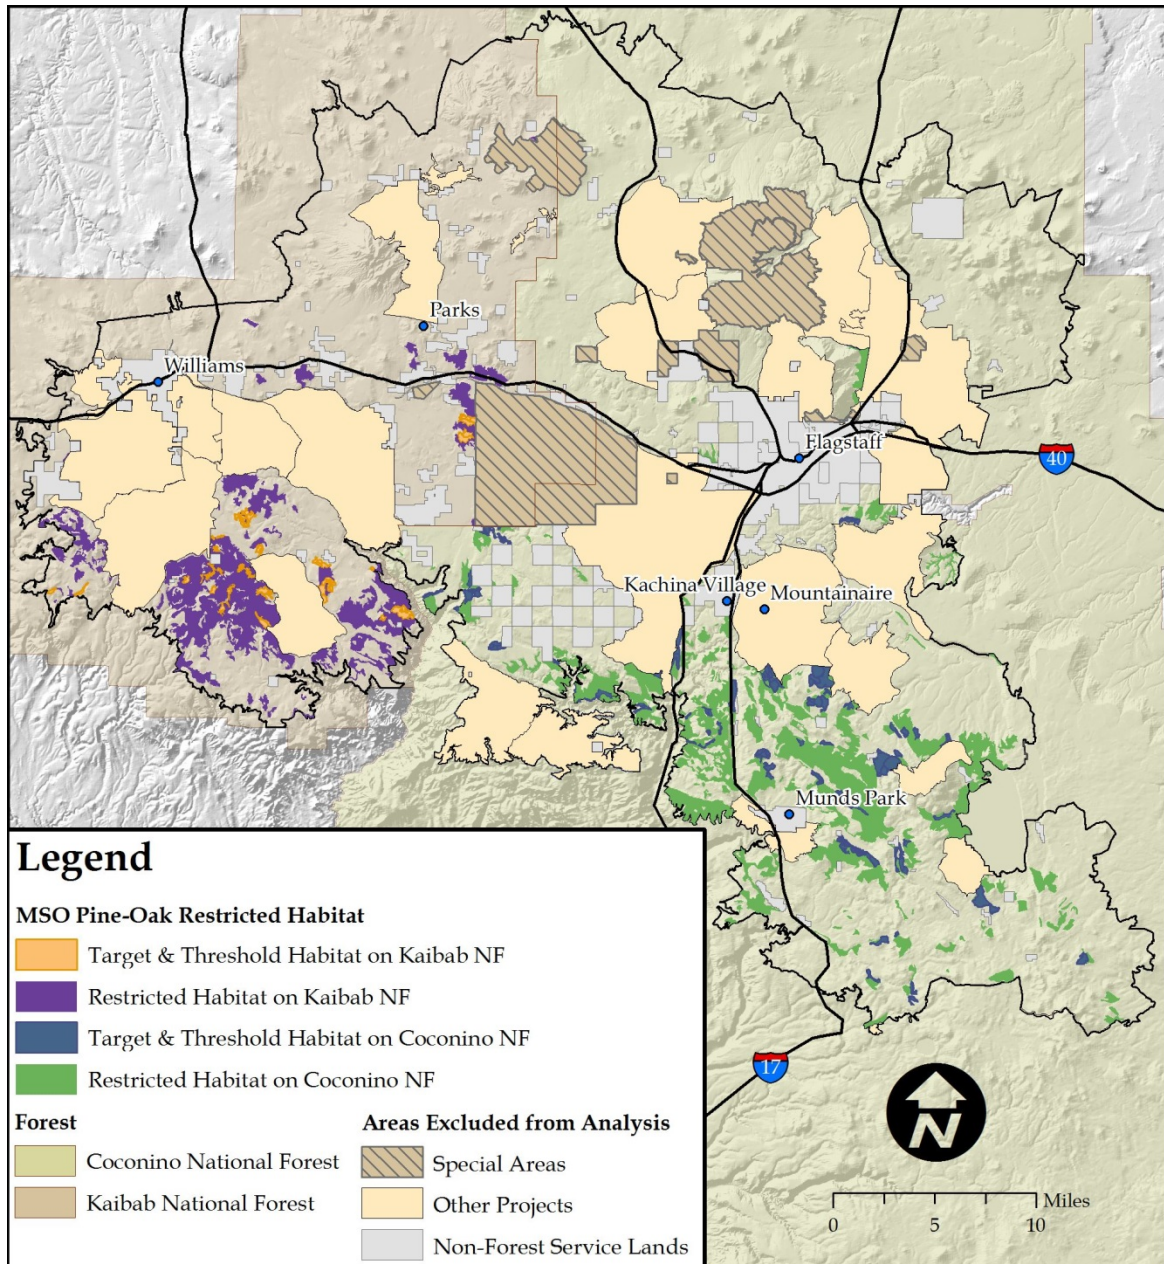 Parks
Williams
Flagstaff
40
Kachina Village
Mountainaire
Munds Park
17
N
Miles
0 5 10
Legend
MSO Pine-Oak Restricted Habitat
Target & Threshold Habitat on Kaibab NF
Restricted Habitat on Kaibab NF
Target & Threshold Habitat on Coconino NF
Restricted Habitat on Coconino NF
Forest
Coconino National Forest
Kaibab National Forest
Areas Excluded from Analysis
Special Areas
Other Projects
Non-Forest Service Lands